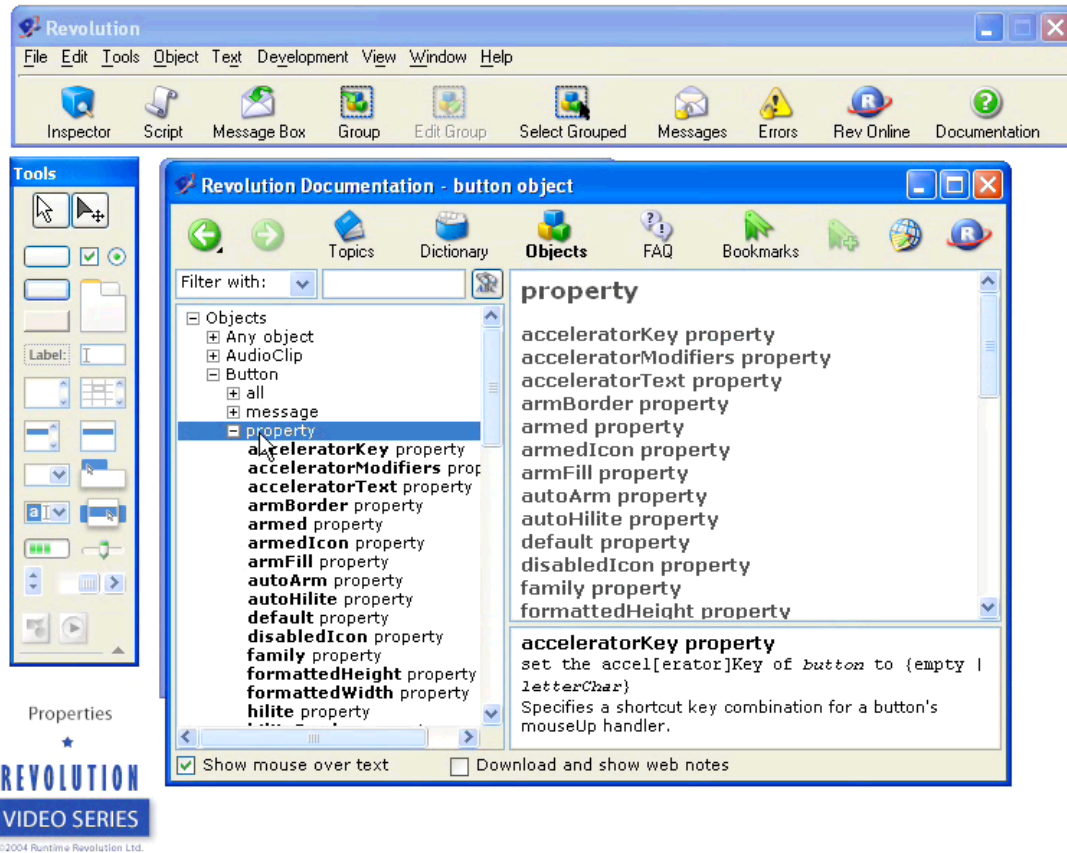 Revolution
File Edit Tools Object Text Development View Window Help
Inspector Script Message Box Group Edit Group Select Grouped Messages Errors Rev Online Documentation
Tools
Label:
Revolution Documentation - button object
Topics Dictionary Objects FAQ Bookmarks
Filter with:
Objects
Any object
AudioClip
Button
all
message
property
acceleratorKey property
acceleratorModifiers prop
acceleratorText property
armBorder property
armed property
armedIcon property
armFill property
autoArm property
autoHilite property
default property
disabledIcon property
family property
formattedHeight property
formattedWidth property
hilite property
property
acceleratorKey property
acceleratorModifiers property
acceleratorText property
armBorder property
armed property
armedIcon property
armFill property
autoArm property
autoHilite property
default property
disabledIcon property
family property
formattedHeight property
acceleratorKey property
set the accel[erator]Key of button to {empty |
letterChar}
Specifies a shortcut key combination for a button's
mouseUp handler.
Show mouse over text Download and show web notes
Properties
REVOLUTION
VIDEO SERIES
©2004 Runtime Revolution Ltd.